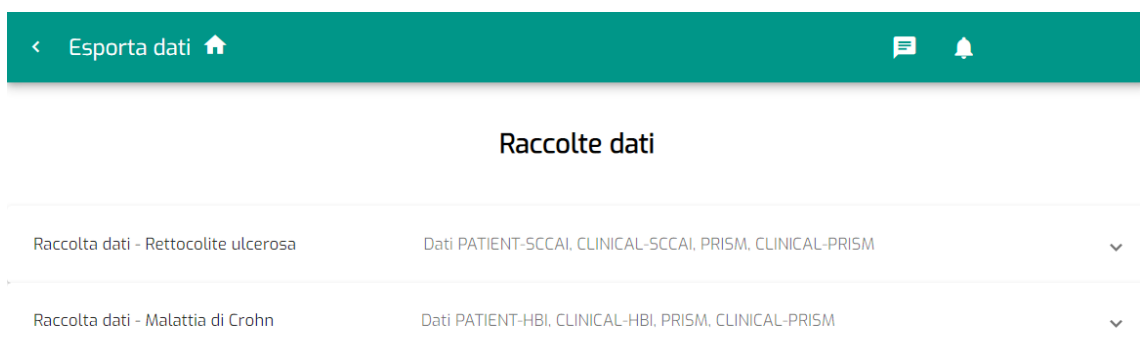 Esporta dati
Raccolte dati
Raccolta dati - Rettocolite ulcerosa Dati PATIENT-SCCAI, CLINICAL-SCCAI, PRISM, CLINICAL-PRISM
Raccolta dati - Malattia di Crohn Dati PATIENT-HBI, CLINICAL-HBI, PRISM, CLINICAL-PRISM